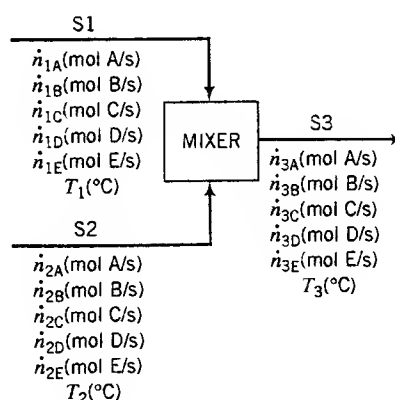 S1
ṅ1A(mol A/s)
ṅ1B(mol B/s)
ṅ1C(mol C/s)
ṅ1D(mol D/s)
ṅ1E(mol E/s)
T1(°C)
MIXER
S3
ṅ3A(mol A/s)
ṅ3B(mol B/s)
ṅ3C(mol C/s)
ṅ3D(mol D/s)
ṅ3E(mol E/s)
T3(°C)
S2
ṅ2A(mol A/s)
ṅ2B(mol B/s)
ṅ2C(mol C/s)
ṅ2D(mol D/s)
ṅ2E(mol E/s)
T2(°C)